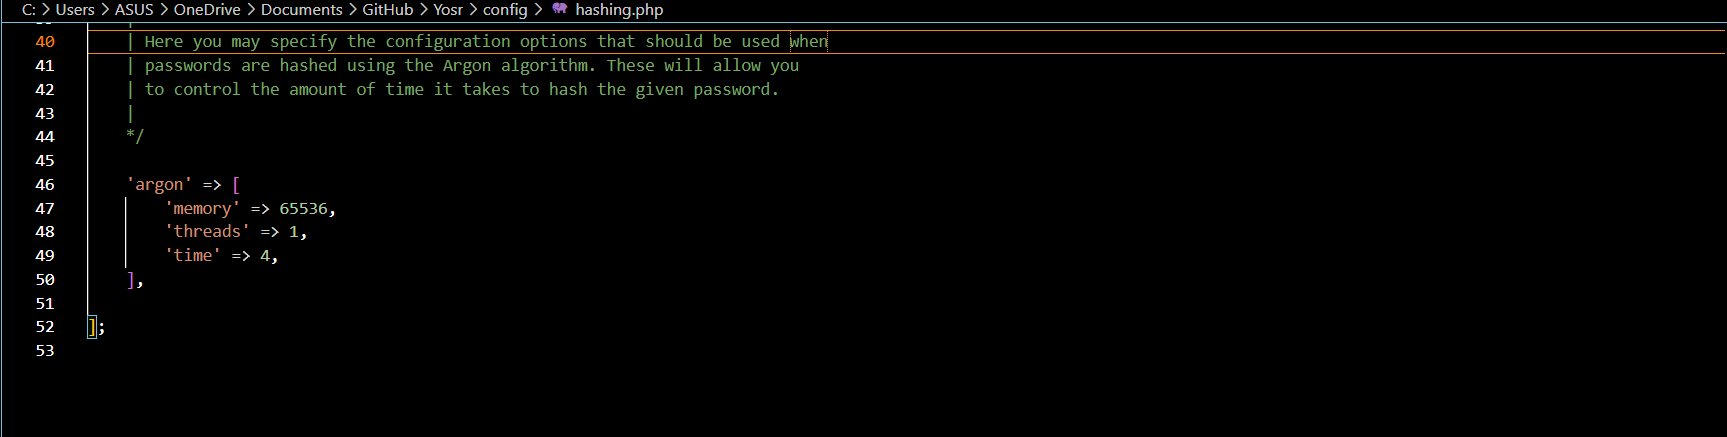 C: > Users > ASUS > OneDrive > Documents > GitHub > Yosr > config > hashing.php
40 | Here you may specify the configuration options that should be used when
41 | passwords are hashed using the Argon algorithm. These will allow you
42 | to control the amount of time it takes to hash the given password.
43 |
44 */
45
46 'argon' => [
47 'memory' => 65536,
48 'threads' => 1,
49 'time' => 4,
50 ],
51
52 ];
53